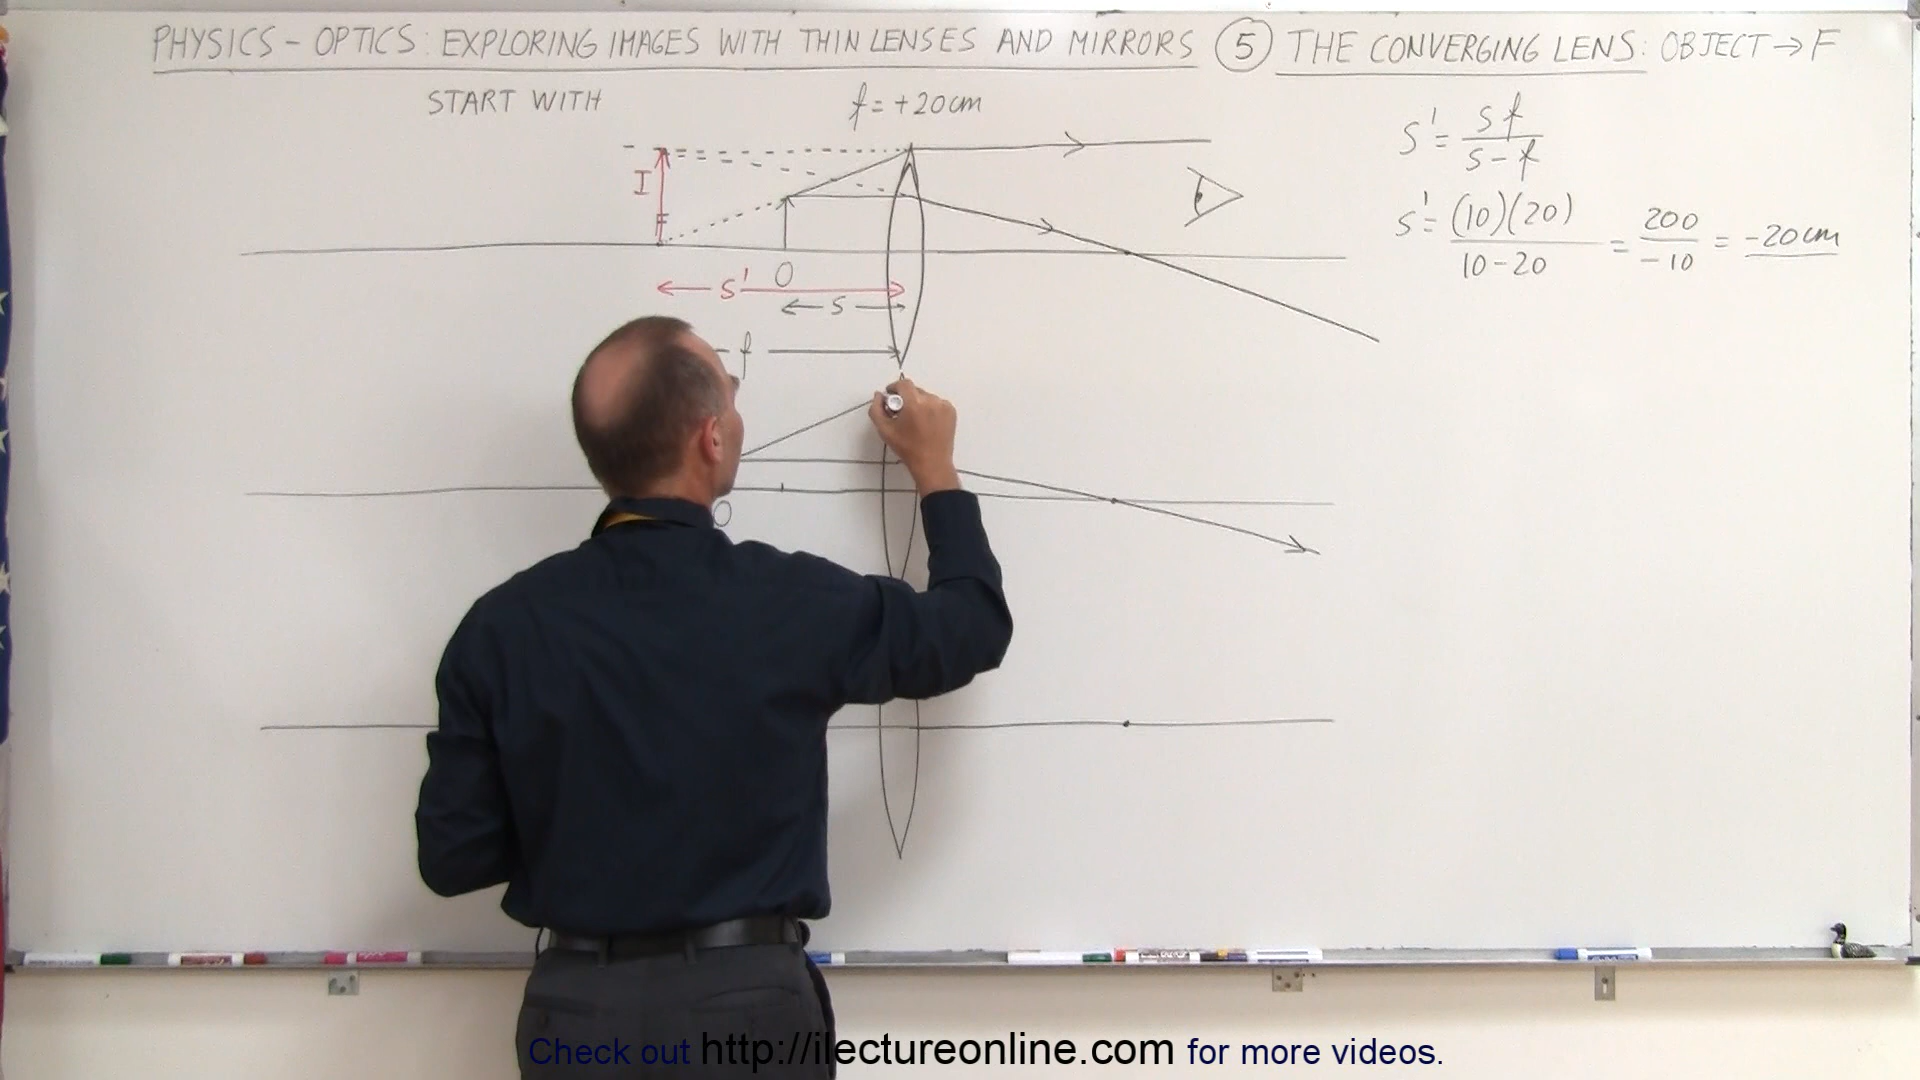 PHYSICS - OPTICS: EXPLORING IMAGES WITH THIN LENSES AND MIRRORS (5) THE CONVERGING LENS: OBJECT → F
START WITH
f = +20cm
S' = Sf / S - f
I
F
S' = (10)(20) / 10 - 20 = 200 / -10 = -20cm
O
S'
S
f
O
Check out http://ilectureonline.com for more videos.